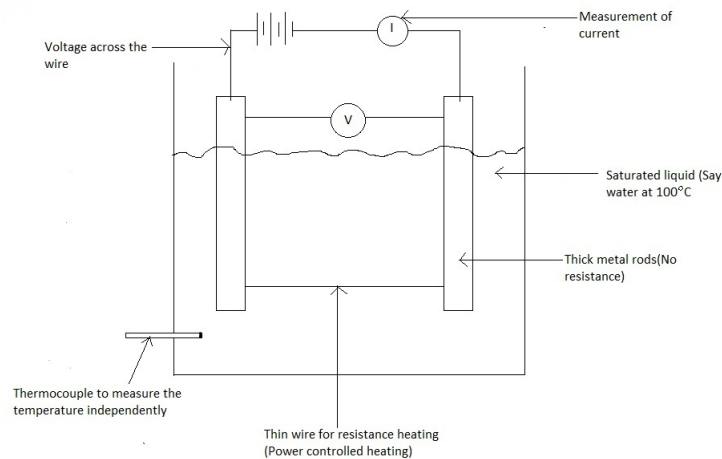 Measurement of
current
I
Voltage across the
wire
V
Saturated liquid (Say
water at 100°C
Thick metal rods(No
resistance)
Thermocouple to measure the
temperature independently
Thin wire for resistance heating
(Power controlled heating)